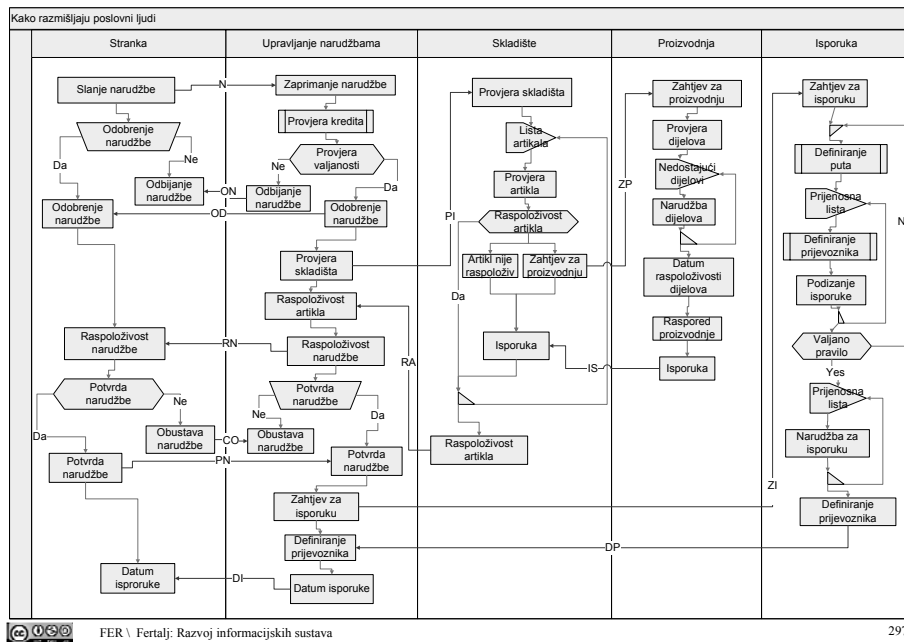 Kako razmišljaju poslovni ljudi
Stranka
Upravljanje narudžbama
Skladište
Proizvodnja
Isporuka
Slanje narudžbe
Odobrenje
narudžbe
Da
Ne
Odbijanje
narudžbe
Odobrenje
narudžbe
Raspoloživost
narudžbe
Potvrda
narudžbe
Ne
Da
Obustava
narudžbe
Potvrda
narudžbe
Datum
isproruke
N
ON
OD
RN
CO
PN
DI
Zaprimanje narudžbe
Provjera kredita
Provjera
valjanosti
Ne
Da
Odbijanje
narudžbe
Odobrenje
narudžbe
Provjera
skladišta
Raspoloživost
artikla
Raspoloživost
narudžbe
Potvrda
narudžbe
Ne
Da
Obustava
narudžbe
Potvrda
narudžbe
Zahtjev za
isporuku
Definiranje
prijevoznika
Datum isporuke
PI
RA
Provjera skladišta
Lista
artikala
Provjera
artikla
Raspoloživost
artikla
Artikl nije
raspoloživ
Zahtjev za
proizvodnju
Da
Isporuka
Raspoloživost
artikla
ZP
IS
DP
Zahtjev za
proizvodnju
Provjera
dijelova
Nedostajući
dijelovi
Narudžba
dijelova
Datum
raspoloživosti
dijelova
Raspored
proizvodnje
Isporuka
ZI
Zahtjev za
isporuku
Definiranje
puta
Prijenosna
lista
Definiranje
prijevoznika
Podizanje
isporuke
Valjano
pravilo
Yes
N
Prijenosna
lista
Narudžba za
isporuku
Definiranje
prijevoznika
FER \ Fertalj: Razvoj informacijskih sustava
297